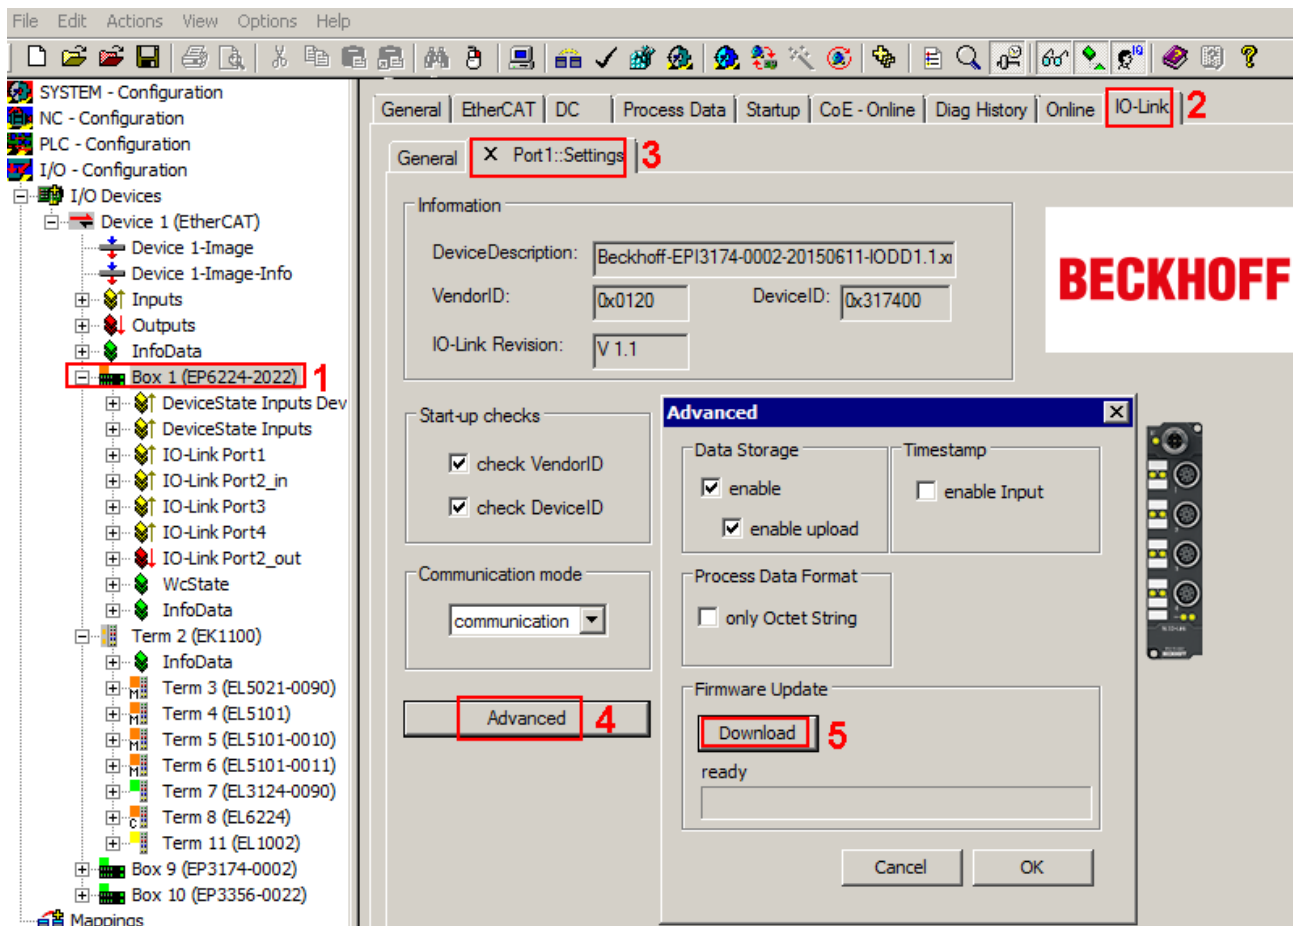 File Edit Actions View Options Help
SYSTEM - Configuration
NC - Configuration
PLC - Configuration
I/O - Configuration
I/O Devices
Device 1 (EtherCAT)
Device 1-Image
Device 1-Image-Info
Inputs
Outputs
InfoData
Box 1 (EP6224-2022) 1
DeviceState Inputs Dev
DeviceState Inputs
IO-Link Port1
IO-Link Port2_in
IO-Link Port3
IO-Link Port4
IO-Link Port2_out
WcState
InfoData
Term 2 (EK1100)
InfoData
Term 3 (EL5021-0090)
Term 4 (EL5101)
Term 5 (EL5101-0010)
Term 6 (EL5101-0011)
Term 7 (EL3124-0090)
Term 8 (EL6224)
Term 11 (EL1002)
Box 9 (EP3174-0002)
Box 10 (EP3356-0022)
Mappings
General EtherCAT DC Process Data Startup CoE - Online Diag History Online IO-Link 2
General X Port1::Settings 3
Information
DeviceDescription: Beckhoff-EPI3174-0002-20150611-IODD1.1.x
VendorID: 0x0120 DeviceID: 0x317400
IO-Link Revision: V 1.1
BECKHOFF
Start-up checks
check VendorID
check DeviceID
Communication mode
communication
Advanced 4
Advanced
Data Storage
enable
enable upload
Timestamp
enable Input
Process Data Format
only Octet String
Firmware Update
Download 5
ready
Cancel OK
BECKHOFF